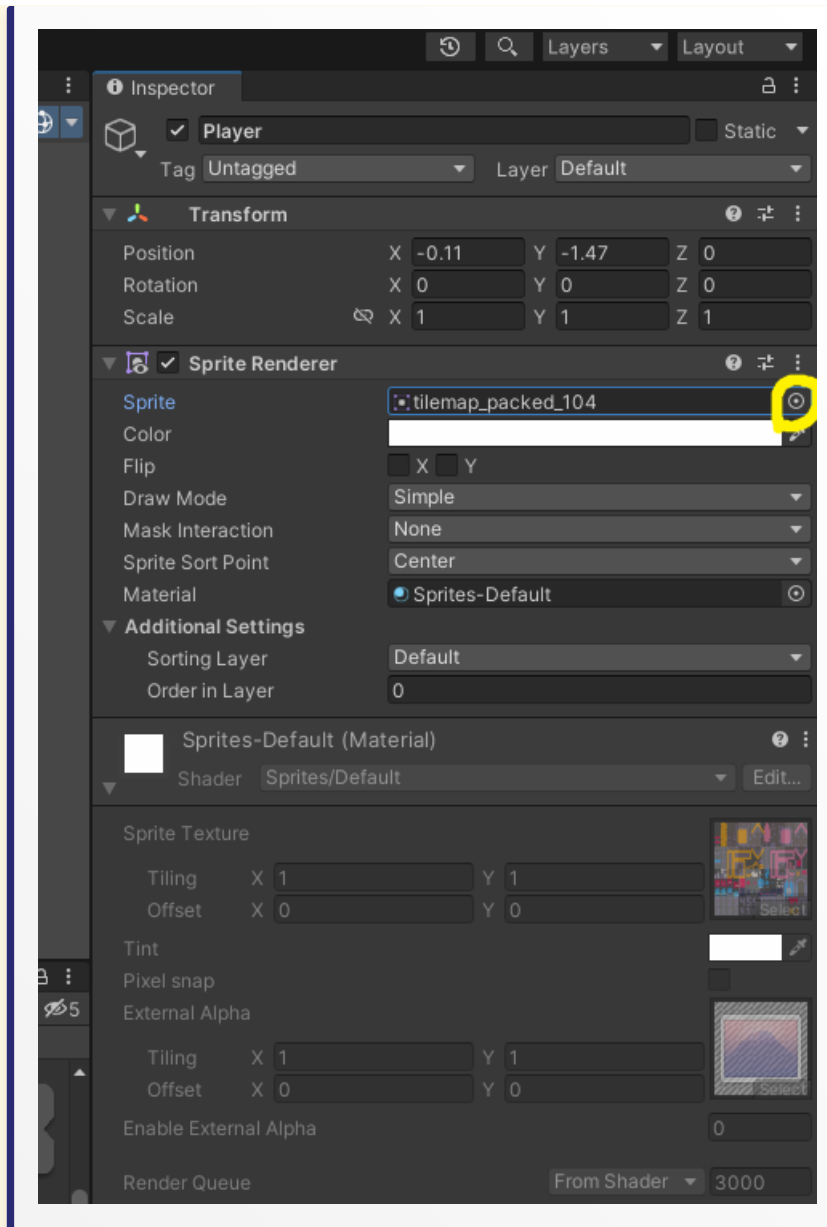 Layers Layout
Inspector
Player Static
Tag Untagged Layer Default
Transform
Position X -0.11 Y -1.47 Z 0
Rotation X 0 Y 0 Z 0
Scale X 1 Y 1 Z 1
Sprite Renderer
Sprite tilemap_packed_104
Color
Flip X Y
Draw Mode Simple
Mask Interaction None
Sprite Sort Point Center
Material Sprites-Default
Additional Settings
Sorting Layer Default
Order in Layer 0
Sprites-Default (Material)
Shader Sprites/Default Edit...
Sprite Texture
Tiling X 1 Y 1
Offset X 0 Y 0
Select
Tint
Pixel snap
5
External Alpha
Tiling X 1 Y 1
Offset X 0 Y 0
Select
Enable External Alpha 0
Render Queue From Shader 3000